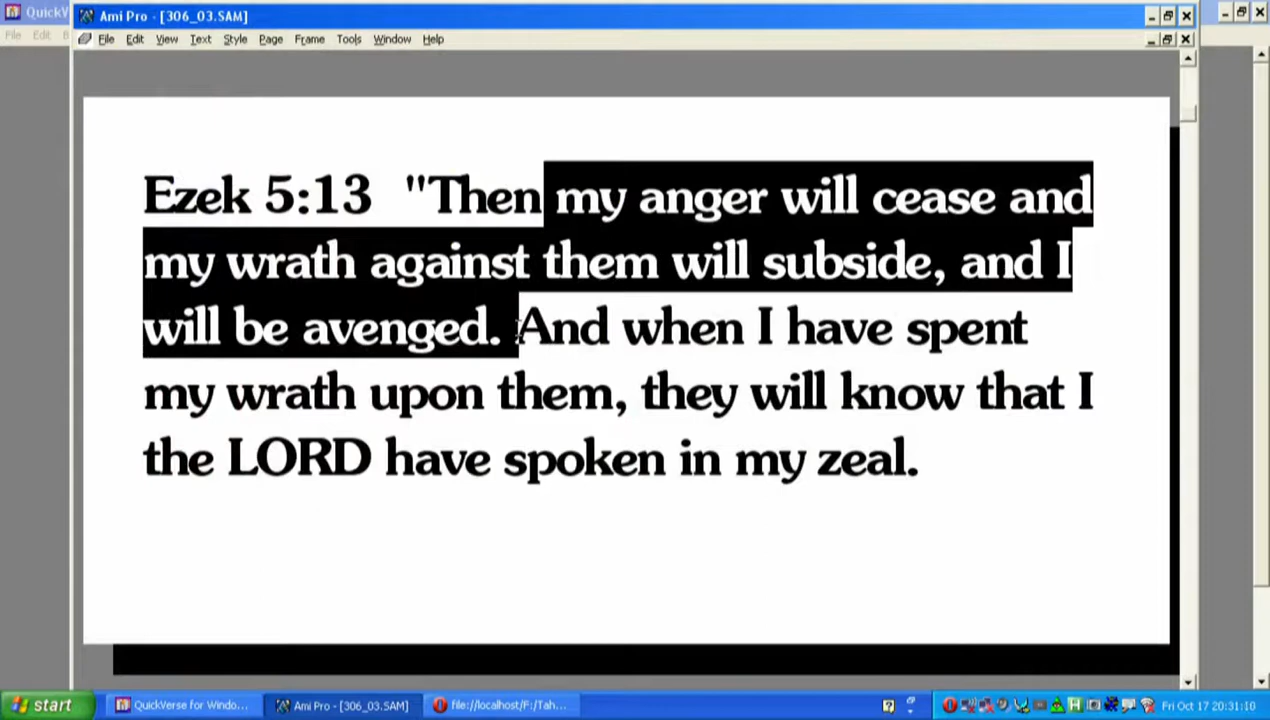 QuickV
Ami Pro - [306_03.SAM]
File Edit View Text Style Page Frame Tools Window Help
File Edit B
Ezek 5:13 "Then my anger will cease and
my wrath against them will subside, and I
will be avenged. And when I have spent
my wrath upon them, they will know that I
the LORD have spoken in my zeal.
start QuickVerse for Windo... Ami Pro - [306_03.SAM] file://localhost/F:/Tah... Fri Oct 17 20:31:10